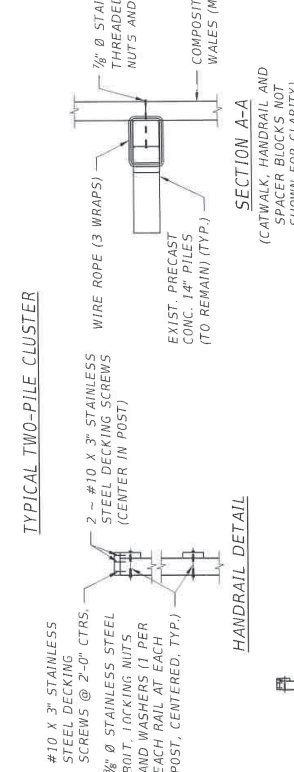 TYPICAL TWO-PILE CLUSTER
#10 X 3" STAINLESS
STEEL DECKING
SCREWS @ 2'-0" CTRS.
Ø STAINLESS STEEL
BOLT, LOCKING NUTS
AND WASHERS (1 PER
EACH RAIL AT EACH
POST, CENTERED, TYP.)
2 ~ #10 X 3" STAINLESS
STEEL DECKING SCREWS
(CENTER IN POST)
HANDRAIL DETAIL
WIRE ROPE (3 WRAPS)
EXIST. PRECAST
CONC. 14" PILES
(TO REMAIN) (TYP.)
⅞" Ø STAI
THREADED
NUTS AND
COMPOSIT
WALES (M
SECTION A-A
(CATWALK, HANDRAIL AND
SPACER BLOCKS NOT
SHOWN FOR CLARITY)